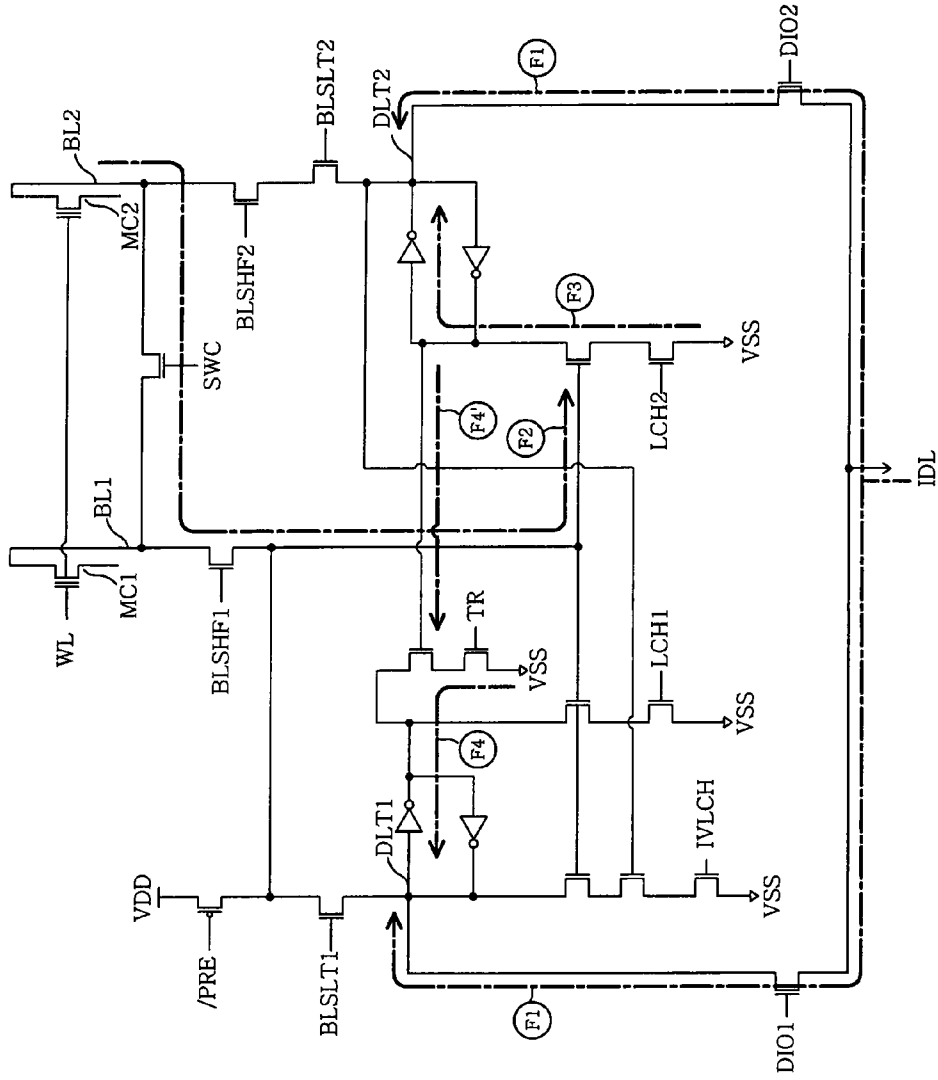 BL2
MC2
BLSHF2
BLSLT2
DLT2
F1
DIO2
SWC
F3
F4'
F2
LCH2
VSS
IDL
BL1
MC1
WL
BLSHF1
TR
VSS
LCH1
VSS
F4
DLT1
IVLCH
VSS
VDD
/PRE
BLSLT1
F1
DIO1